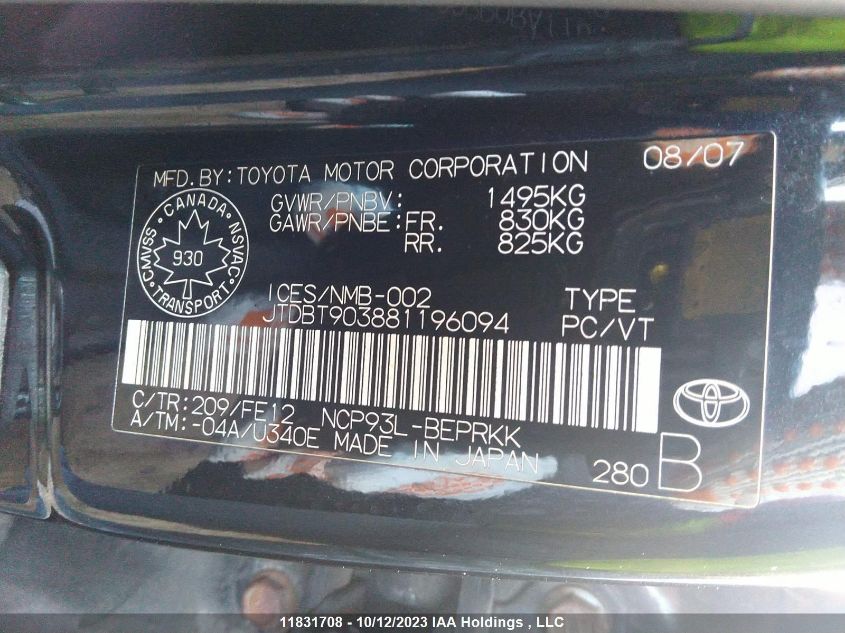 MFD.BY:TOYOTA MOTOR CORPORATION 08/07
GVWR/PNBV: 1495KG
GAWR/PNBE:FR. 830KG
RR. 825KG
CMVSS · CANADA · NSVAC
930
· TRANSPORT ·
ICES/NMB-002 TYPE
JTDBT903881196094 PC/VT
C/TR:209/FE12 NCP93L-BEPRKK
A/TM:-04A/U340E MADE IN JAPAN
280 B
11831708 - 10/12/2023 IAA Holdings , LLC